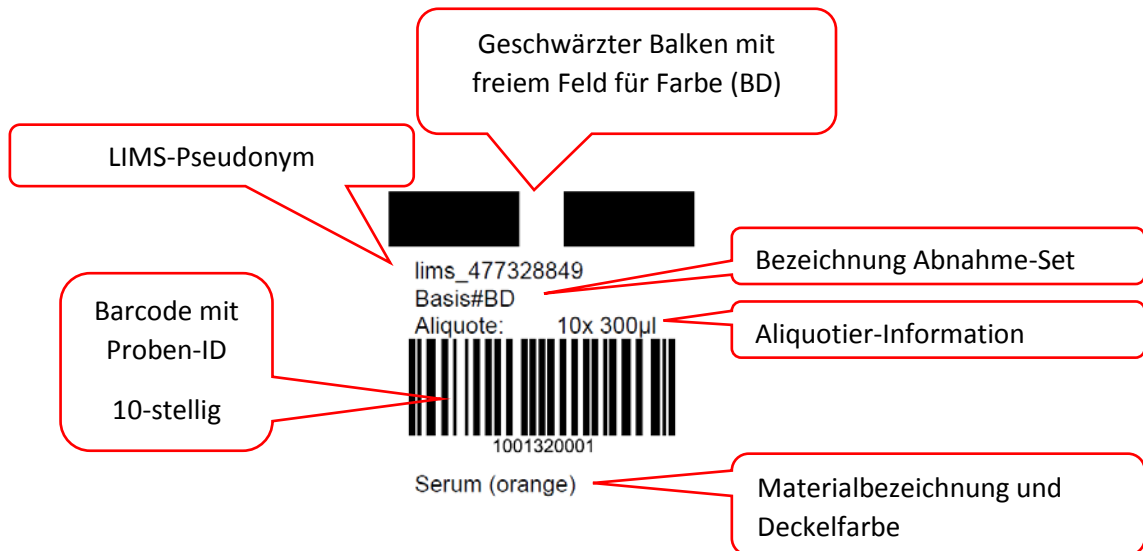 Geschwärzter Balken mit
freiem Feld für Farbe (BD)
LIMS-Pseudonym
lims_477328849
Basis#BD
Aliquote: 10x 300µl
Bezeichnung Abnahme-Set
Aliquotier-Information
Barcode mit
Proben-ID
10-stellig
1001320001
Serum (orange)
Materialbezeichnung und
Deckelfarbe